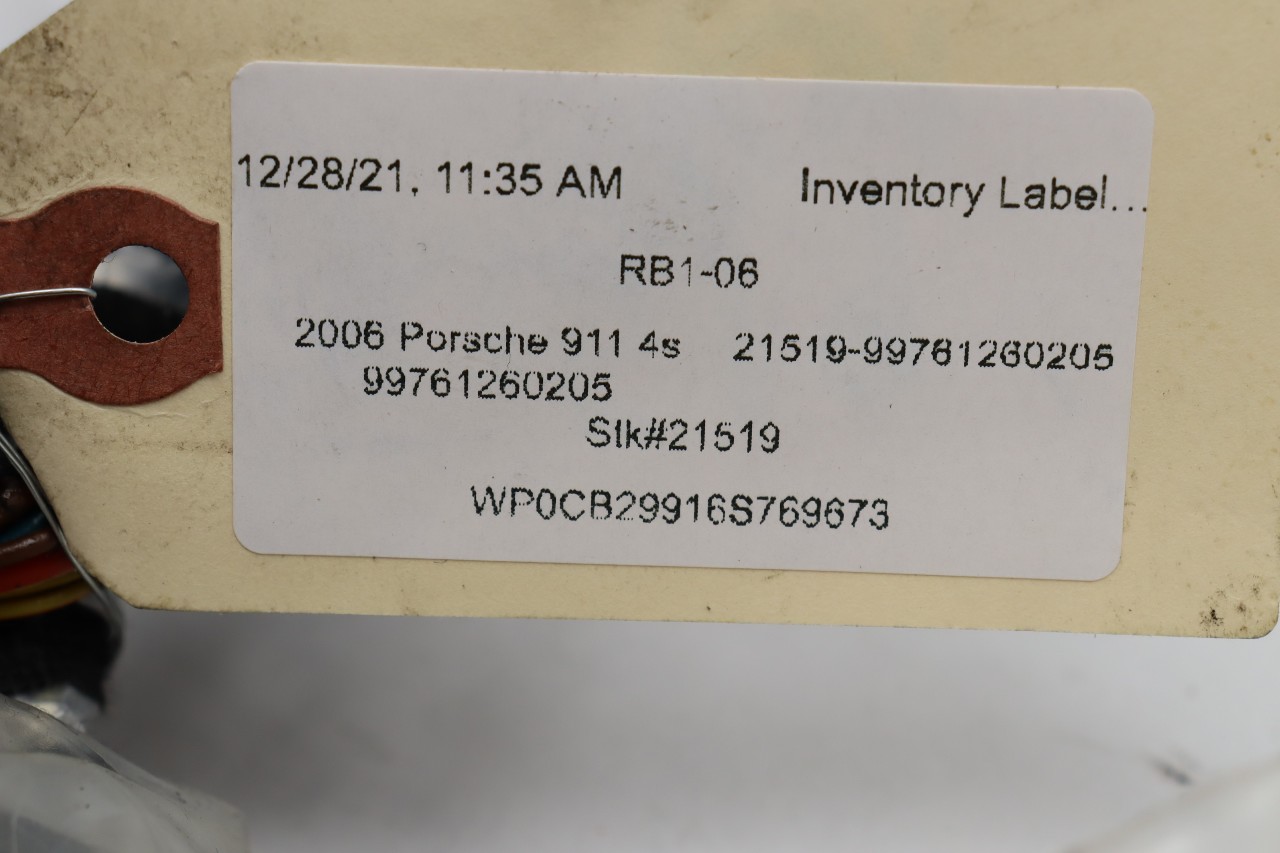 12/28/21, 11:35 AM Inventory Label...
RB1-06
2006 Porsche 911 4s 21519-99761260205
99761260205
Stk#21519
WP0CB29916S769673